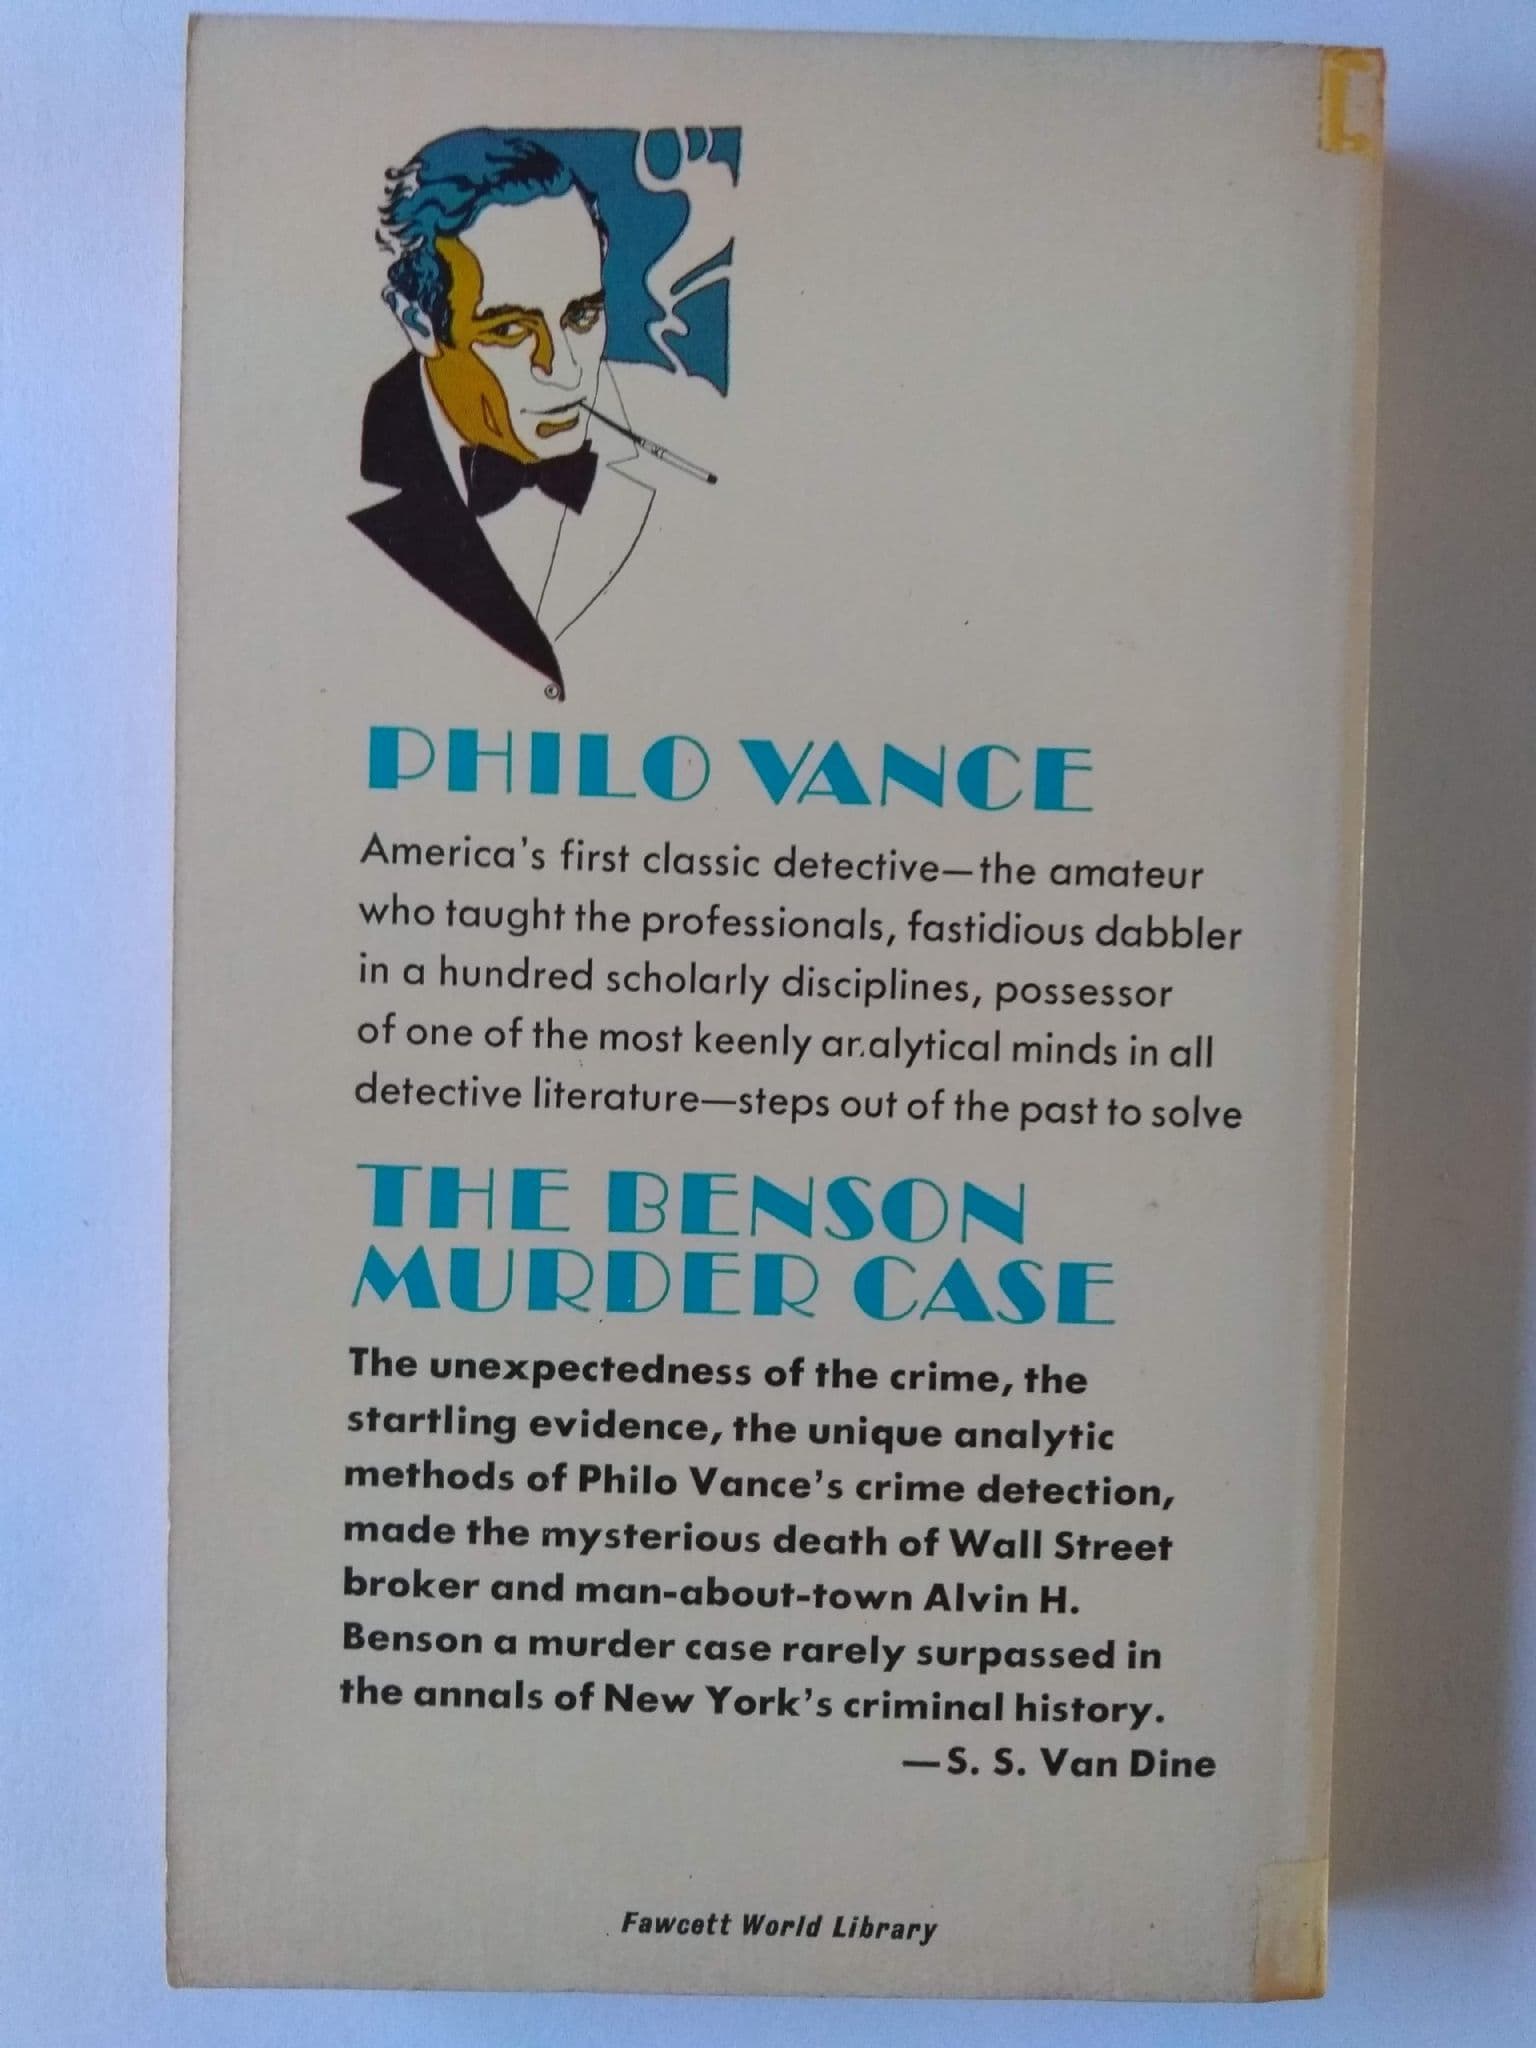 PHILO VANCE
America's first classic detective—the amateur
who taught the professionals, fastidious dabbler
in a hundred scholarly disciplines, possessor
of one of the most keenly analytical minds in all
detective literature—steps out of the past to solve
THE BENSON
MURDER CASE
The unexpectedness of the crime, the
startling evidence, the unique analytic
methods of Philo Vance's crime detection,
made the mysterious death of Wall Street
broker and man-about-town Alvin H.
Benson a murder case rarely surpassed in
the annals of New York's criminal history.
—S. S. Van Dine
Fawcett World Library